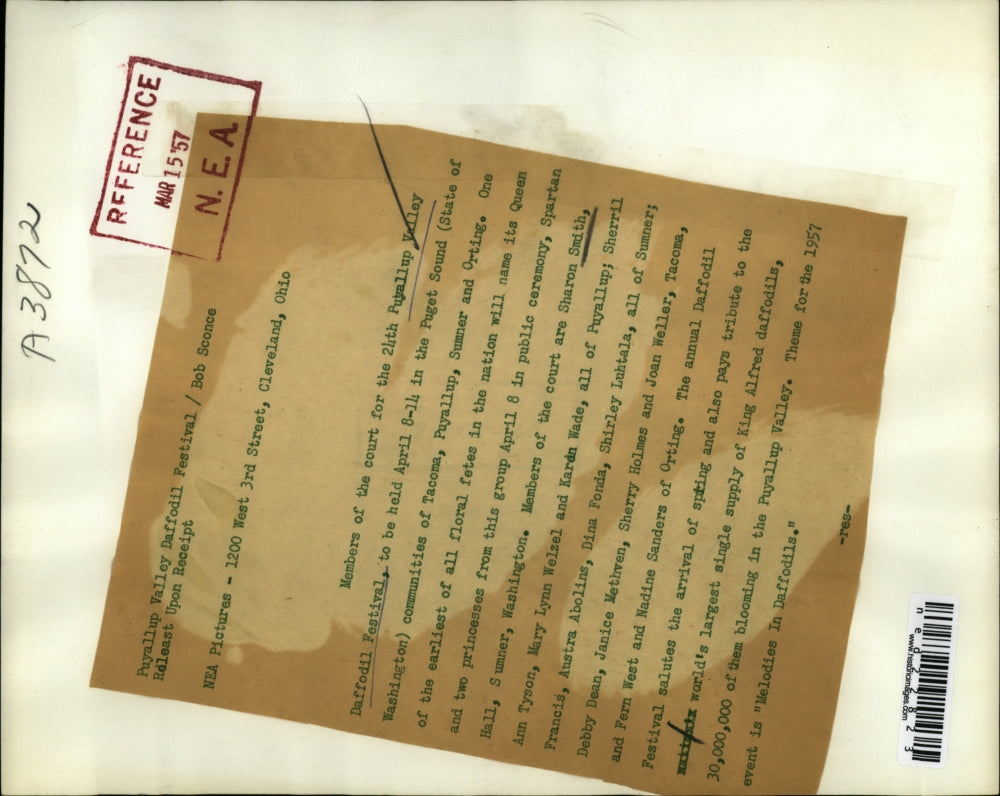 REFERENCE
MAR 15 '57
N. E. A.
A 3872
Puyallup Valley Daffodil Festival / Bob Sconce
Releast Upon Receipt
NEA Pictures - 1200 West 3rd Street, Cleveland, Ohio
Members of the court for the 24th Puyallup Valley
Daffodil Festival, to be held April 8-14 in the Puget Sound (State of
Washington) communities of Tacoma, Puyallup, Sumner and Orting. One
of the earliest of all floral fetes in the nation will name its Queen
and two princesses from this group April 8 in public ceremony, Spartan
Hall, S umner, Washington. Members of the court are Sharon Smith,
Ann Tyson, Mary Lynn Welzel and Karen Wade, all of Puyallup; Sherril
Francis, Austra Abolins, Dina Fonda, Shirley Luhtala, all of Sumner;
Debby Dean, Janice Methven, Sherry Holmes and Joan Weller, Tacoma,
and Fern West and Nadine Sanders of Orting. The annual Daffodil
Festival salutes the arrival of spring and also pays tribute to the
world's largest single supply of King Alfred daffodils,
30,000,000 of them blooming in the Puyallup Valley. Theme for the 1957
event is "Melodies In Daffodils."
-res-
www.historicimages.com
neo22823